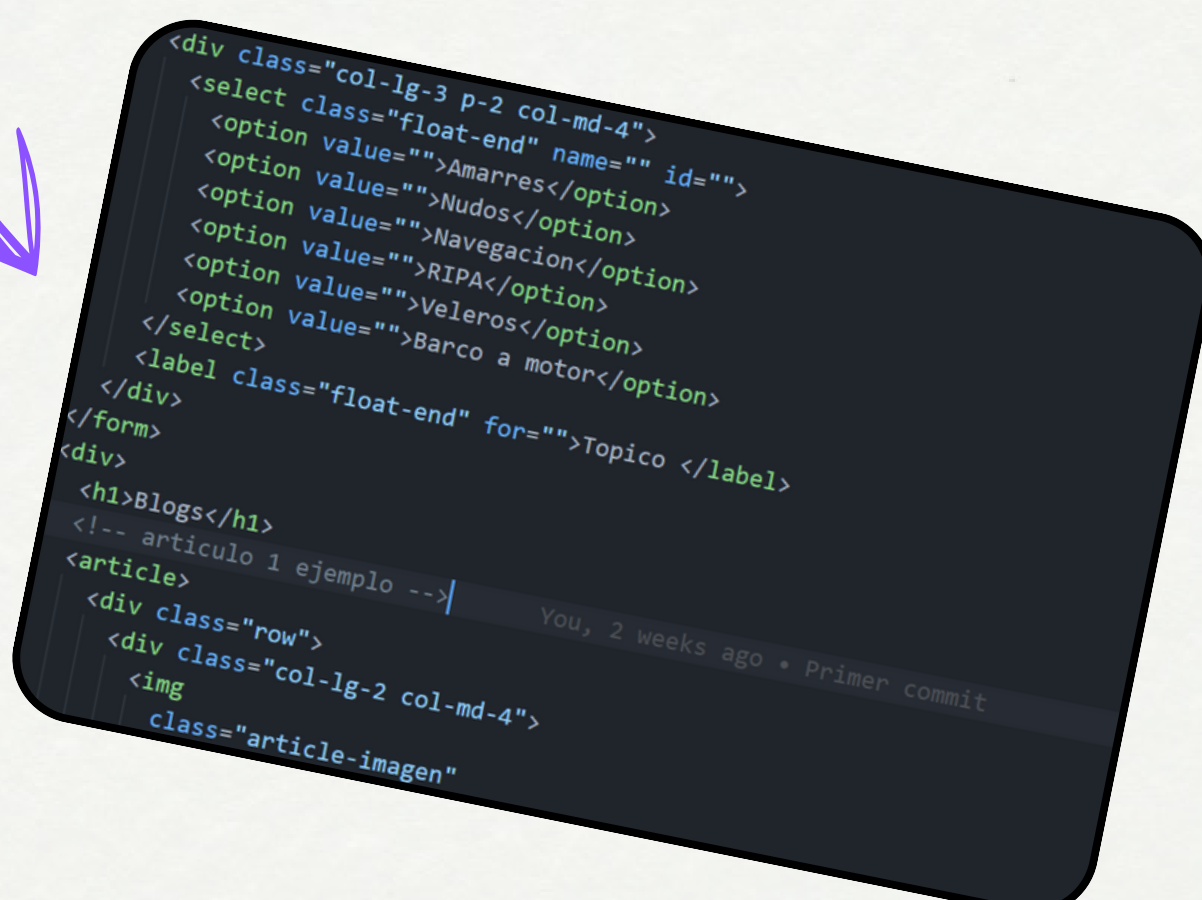 <div class="col-lg-3 p-2 col-md-4">
<select class="float-end" name="" id="">
<option value="">Amarres</option>
<option value="">Nudos</option>
<option value="">Navegacion</option>
<option value="">RIPA</option>
<option value="">Veleros</option>
<option value="">Barco a motor</option>
</select>
<label class="float-end" for="">Topico </label>
</div>
</form>
<div>
<h1>Blogs</h1>
<!-- articulo 1 ejemplo --> You, 2 weeks ago • Primer commit
<article>
<div class="row">
<div class="col-lg-2 col-md-4">
<img
class="article-imagen"